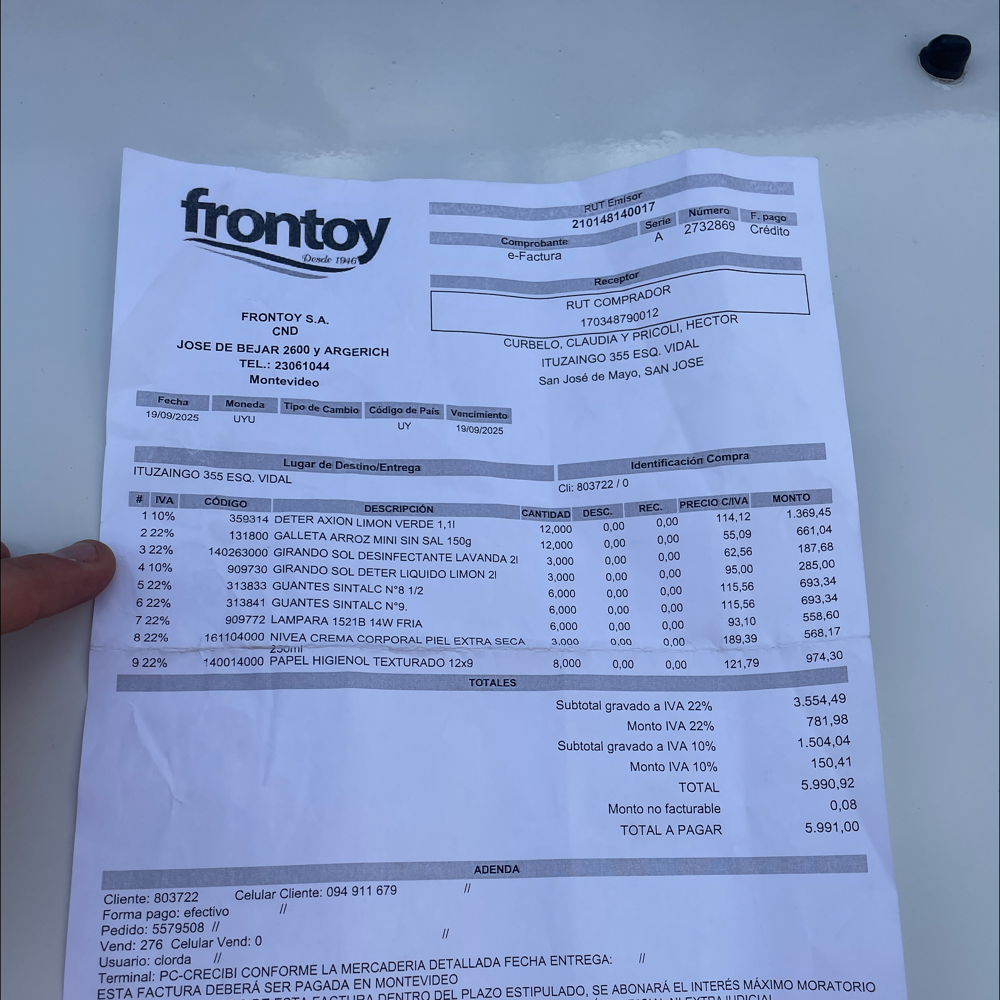 frontoy
Desde 1946
RUT Emisor
210148140017
Comprobante Serie Número F. pago
e-Factura A 2732869 Crédito
Receptor
RUT COMPRADOR
170348790012
CURBELO, CLAUDIA Y PRICOLI, HECTOR
ITUZAINGO 355 ESQ. VIDAL
San José de Mayo, SAN JOSE
FRONTOY S.A.
CND
JOSE DE BEJAR 2600 y ARGERICH
TEL.: 23061044
Montevideo
Fecha Moneda Tipo de Cambio Código de País Vencimiento
19/09/2025 UYU UY 19/09/2025
Lugar de Destino/Entrega Identificación Compra
ITUZAINGO 355 ESQ. VIDAL Cli: 803722 / 0
# IVA CÓDIGO DESCRIPCIÓN CANTIDAD DESC. REC. PRECIO C/IVA MONTO
1 10% 359314 DETER AXION LIMON VERDE 1,1l 12,000 0,00 0,00 114,12 1.369,45
2 22% 131800 GALLETA ARROZ MINI SIN SAL 150g 12,000 0,00 0,00 55,09 661,04
3 22% 140263000 GIRANDO SOL DESINFECTANTE LAVANDA 2l 3,000 0,00 0,00 62,56 187,68
4 10% 909730 GIRANDO SOL DETER LIQUIDO LIMON 2l 3,000 0,00 0,00 95,00 285,00
5 22% 313833 GUANTES SINTALC N°8 1/2 6,000 0,00 0,00 115,56 693,34
6 22% 313841 GUANTES SINTALC N°9. 6,000 0,00 0,00 115,56 693,34
7 22% 909772 LAMPARA 1521B 14W FRIA 6,000 0,00 0,00 93,10 558,60
8 22% 161104000 NIVEA CREMA CORPORAL PIEL EXTRA SECA 3,000 0,00 0,00 189,39 568,17
250ml
9 22% 140014000 PAPEL HIGIENOL TEXTURADO 12x9 8,000 0,00 0,00 121,79 974,30
TOTALES
Subtotal gravado a IVA 22% 3.554,49
Monto IVA 22% 781,98
Subtotal gravado a IVA 10% 1.504,04
Monto IVA 10% 150,41
TOTAL 5.990,92
Monto no facturable 0,08
TOTAL A PAGAR 5.991,00
ADENDA
Cliente: 803722 Celular Cliente: 094 911 679 //
Forma pago: efectivo //
Pedido: 5579508 //
Vend: 276 Celular Vend: 0 //
Usuario: clorda //
Terminal: PC-CRECIBI CONFORME LA MERCADERIA DETALLADA FECHA ENTREGA: //
ESTA FACTURA DEBERÁ SER PAGADA EN MONTEVIDEO
DE ESTA FACTURA DENTRO DEL PLAZO ESTIPULADO, SE ABONARÁ EL INTERÉS MÁXIMO MORATORIO